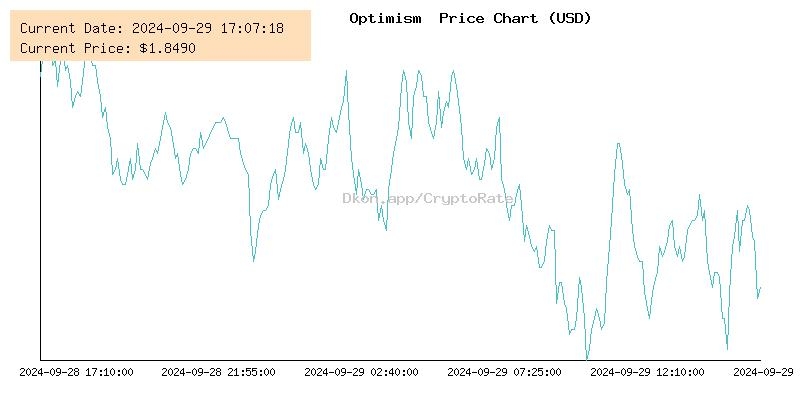 Optimism  Price Chart (USD)
Current Date: 2024-09-29 17:07:18
Current Price: $1.8490
Dkon.app/CryptoRate
2024-09-28 17:10:00 2024-09-28 21:55:00 2024-09-29 02:40:00 2024-09-29 07:25:00 2024-09-29 12:10:00 2024-09-29